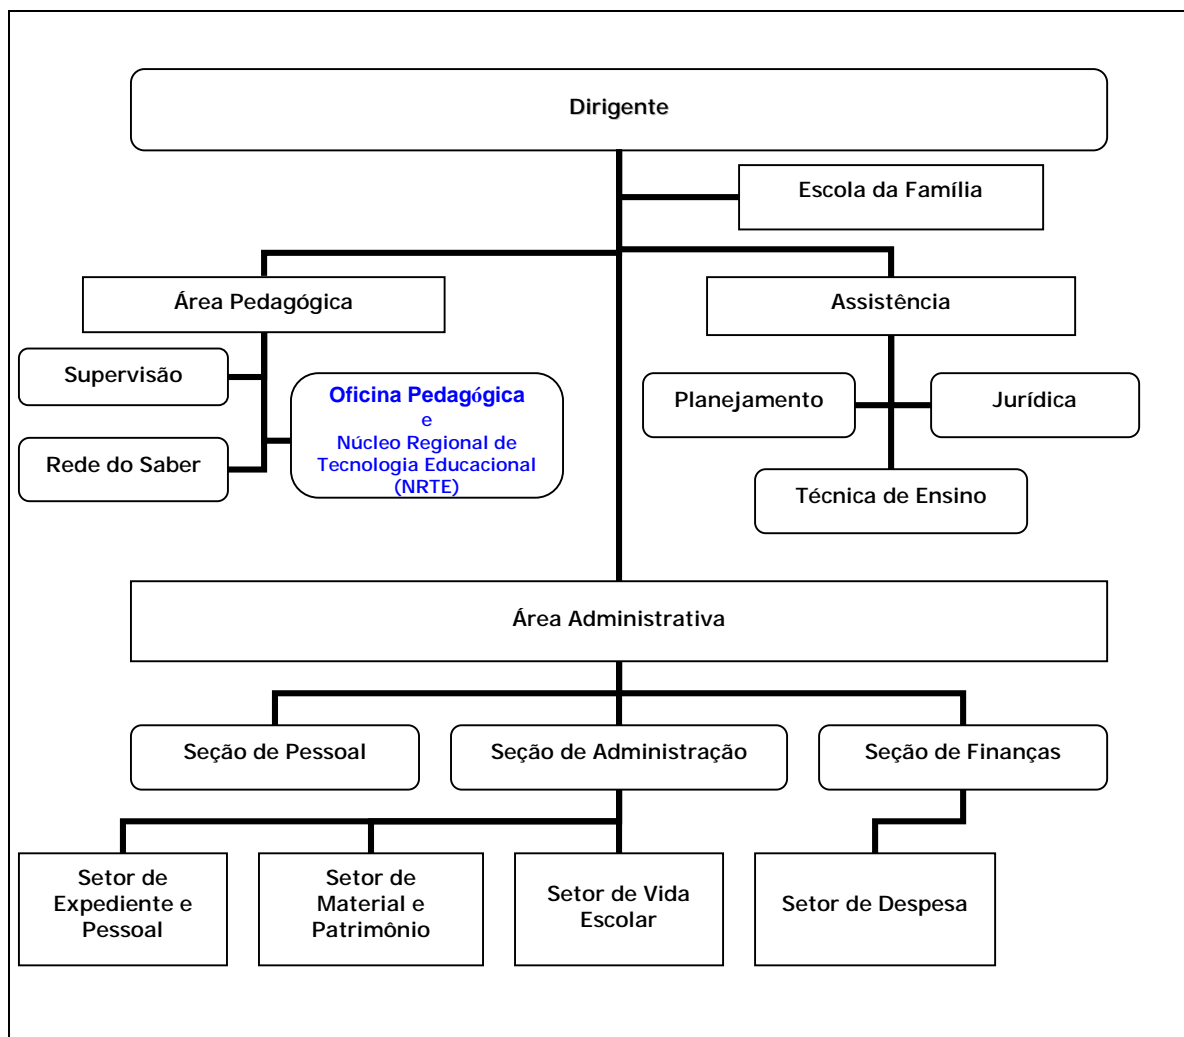 Dirigente
Escola da Família
Área Pedagógica
Assistência
Supervisão
Oficina Pedagógica
e
Núcleo Regional de
Tecnologia Educacional
(NRTE)
Planejamento
Jurídica
Rede do Saber
Técnica de Ensino
Área Administrativa
Seção de Pessoal
Seção de Administração
Seção de Finanças
Setor de
Expediente e
Pessoal
Setor de
Material e
Patrimônio
Setor de Vida
Escolar
Setor de Despesa